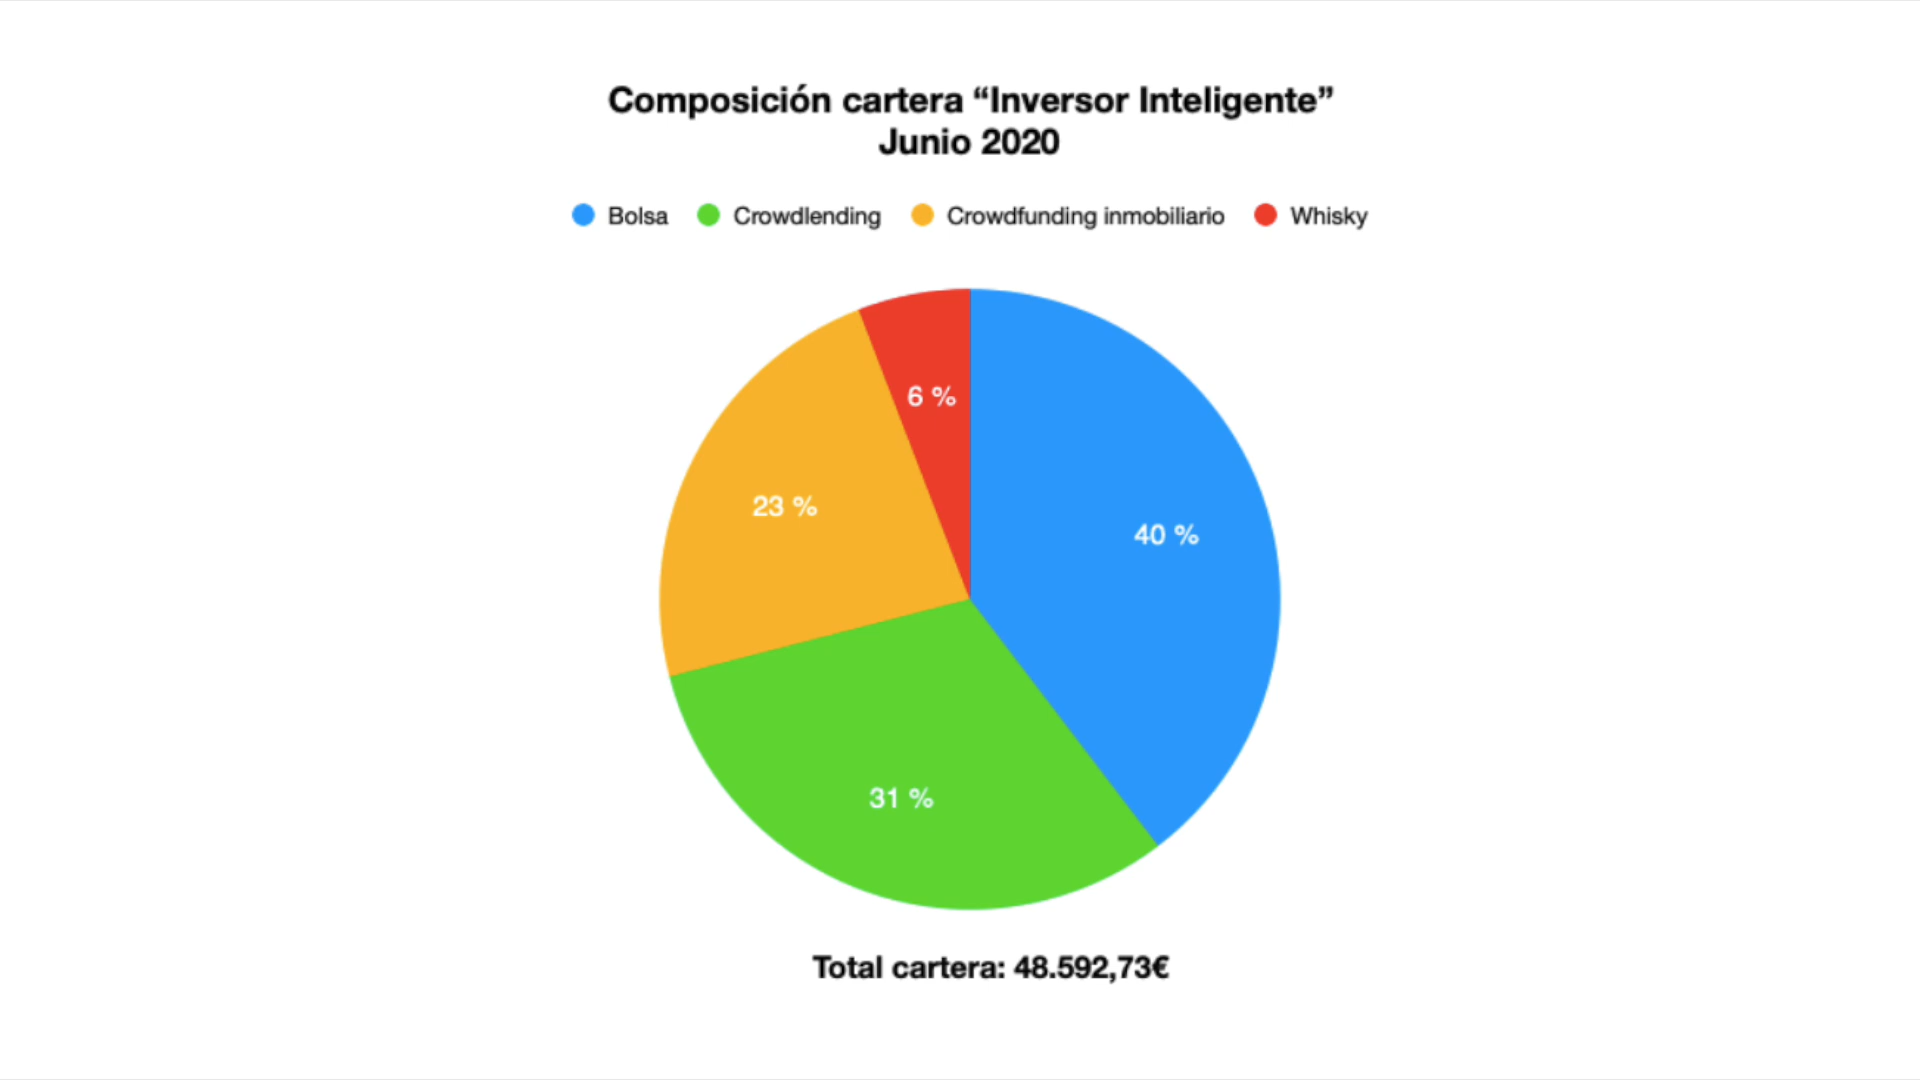 Composición cartera “Inversor Inteligente”
Junio 2020
Bolsa Crowdlending Crowdfunding inmobiliario Whisky
6 %
23 %
40 %
31 %
Total cartera: 48.592,73€